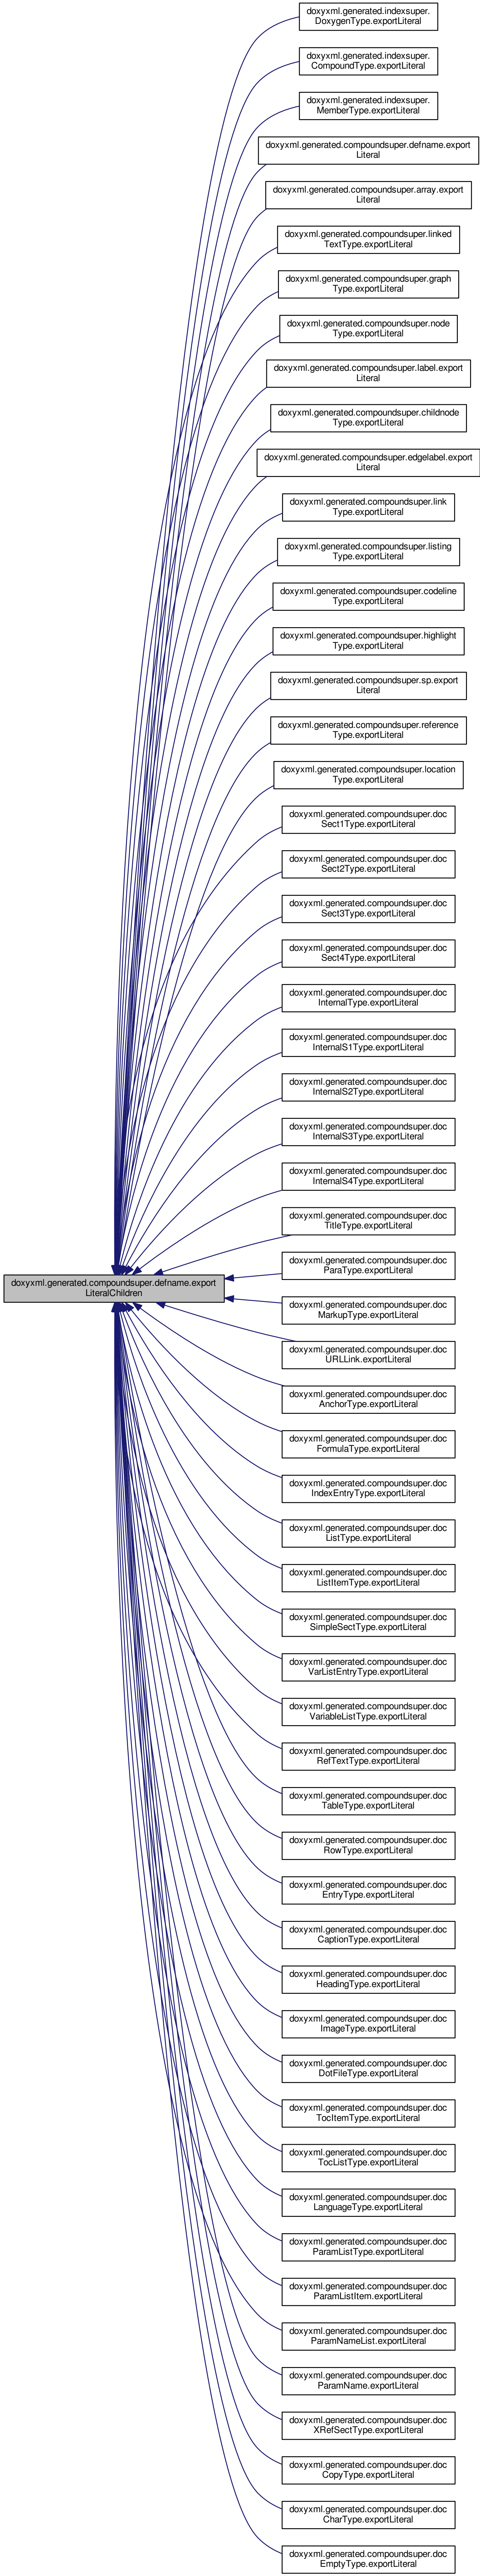 doxyxml.generated.indexsuper.
DoxygenType.exportLiteral
doxyxml.generated.indexsuper.
CompoundType.exportLiteral
doxyxml.generated.indexsuper.
MemberType.exportLiteral
doxyxml.generated.compoundsuper.defname.export
Literal
doxyxml.generated.compoundsuper.array.export
Literal
doxyxml.generated.compoundsuper.linked
TextType.exportLiteral
doxyxml.generated.compoundsuper.graph
Type.exportLiteral
doxyxml.generated.compoundsuper.node
Type.exportLiteral
doxyxml.generated.compoundsuper.label.export
Literal
doxyxml.generated.compoundsuper.childnode
Type.exportLiteral
doxyxml.generated.compoundsuper.edgelabel.export
Literal
doxyxml.generated.compoundsuper.link
Type.exportLiteral
doxyxml.generated.compoundsuper.listing
Type.exportLiteral
doxyxml.generated.compoundsuper.codeline
Type.exportLiteral
doxyxml.generated.compoundsuper.highlight
Type.exportLiteral
doxyxml.generated.compoundsuper.sp.export
Literal
doxyxml.generated.compoundsuper.reference
Type.exportLiteral
doxyxml.generated.compoundsuper.location
Type.exportLiteral
doxyxml.generated.compoundsuper.doc
Sect1Type.exportLiteral
doxyxml.generated.compoundsuper.doc
Sect2Type.exportLiteral
doxyxml.generated.compoundsuper.doc
Sect3Type.exportLiteral
doxyxml.generated.compoundsuper.doc
Sect4Type.exportLiteral
doxyxml.generated.compoundsuper.doc
InternalType.exportLiteral
doxyxml.generated.compoundsuper.doc
InternalS1Type.exportLiteral
doxyxml.generated.compoundsuper.doc
InternalS2Type.exportLiteral
doxyxml.generated.compoundsuper.doc
InternalS3Type.exportLiteral
doxyxml.generated.compoundsuper.doc
InternalS4Type.exportLiteral
doxyxml.generated.compoundsuper.doc
TitleType.exportLiteral
doxyxml.generated.compoundsuper.defname.export
LiteralChildren
doxyxml.generated.compoundsuper.doc
ParaType.exportLiteral
doxyxml.generated.compoundsuper.doc
MarkupType.exportLiteral
doxyxml.generated.compoundsuper.doc
URLLink.exportLiteral
doxyxml.generated.compoundsuper.doc
AnchorType.exportLiteral
doxyxml.generated.compoundsuper.doc
FormulaType.exportLiteral
doxyxml.generated.compoundsuper.doc
IndexEntryType.exportLiteral
doxyxml.generated.compoundsuper.doc
ListType.exportLiteral
doxyxml.generated.compoundsuper.doc
ListItemType.exportLiteral
doxyxml.generated.compoundsuper.doc
SimpleSectType.exportLiteral
doxyxml.generated.compoundsuper.doc
VarListEntryType.exportLiteral
doxyxml.generated.compoundsuper.doc
VariableListType.exportLiteral
doxyxml.generated.compoundsuper.doc
RefTextType.exportLiteral
doxyxml.generated.compoundsuper.doc
TableType.exportLiteral
doxyxml.generated.compoundsuper.doc
RowType.exportLiteral
doxyxml.generated.compoundsuper.doc
EntryType.exportLiteral
doxyxml.generated.compoundsuper.doc
CaptionType.exportLiteral
doxyxml.generated.compoundsuper.doc
HeadingType.exportLiteral
doxyxml.generated.compoundsuper.doc
ImageType.exportLiteral
doxyxml.generated.compoundsuper.doc
DotFileType.exportLiteral
doxyxml.generated.compoundsuper.doc
TocItemType.exportLiteral
doxyxml.generated.compoundsuper.doc
TocListType.exportLiteral
doxyxml.generated.compoundsuper.doc
LanguageType.exportLiteral
doxyxml.generated.compoundsuper.doc
ParamListType.exportLiteral
doxyxml.generated.compoundsuper.doc
ParamListItem.exportLiteral
doxyxml.generated.compoundsuper.doc
ParamNameList.exportLiteral
doxyxml.generated.compoundsuper.doc
ParamName.exportLiteral
doxyxml.generated.compoundsuper.doc
XRefSectType.exportLiteral
doxyxml.generated.compoundsuper.doc
CopyType.exportLiteral
doxyxml.generated.compoundsuper.doc
CharType.exportLiteral
doxyxml.generated.compoundsuper.doc
EmptyType.exportLiteral